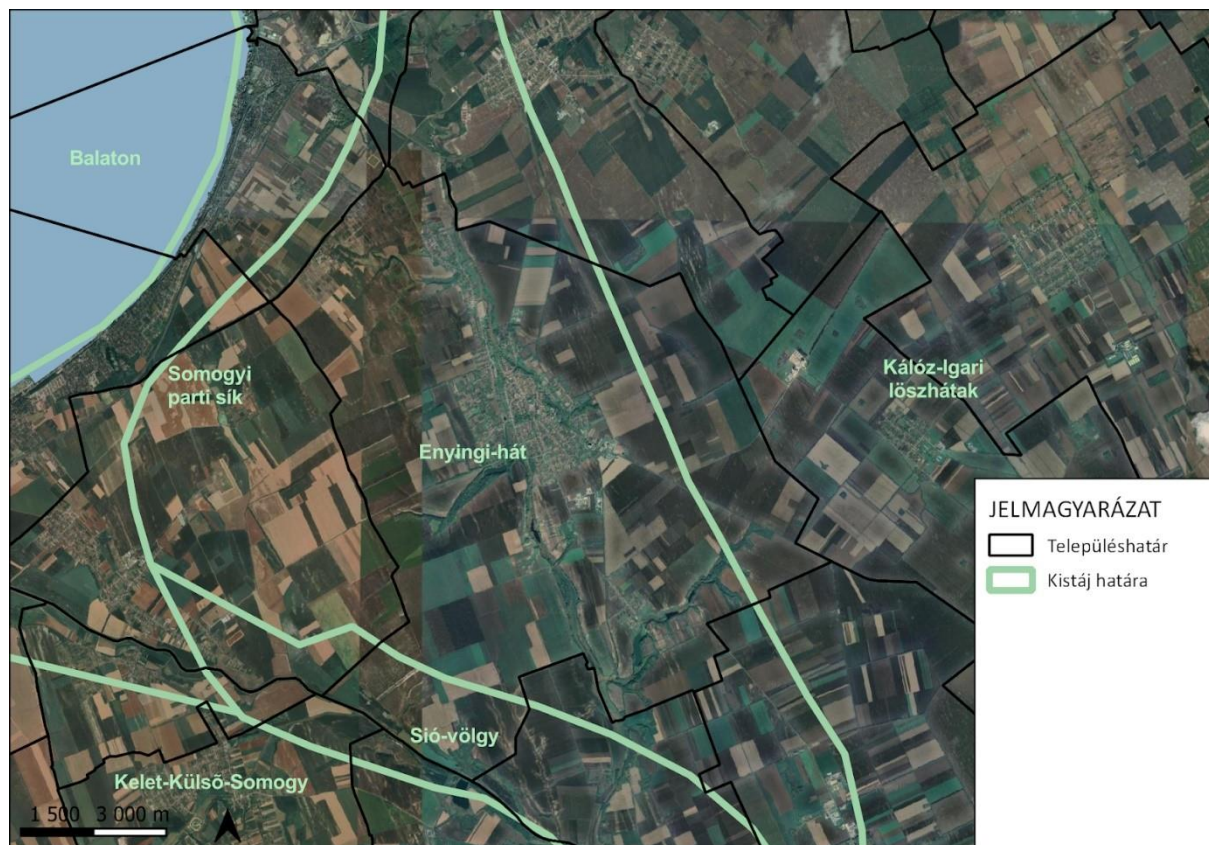 Balaton
Somogyi
parti sík
Kálóz-Igari
löszhátak
Enyingi-hát
Sió-völgy
Kelet-Külsõ-Somogy
1 500 3 000 m
JELMAGYARÁZAT
Településhatár
Kistáj határa